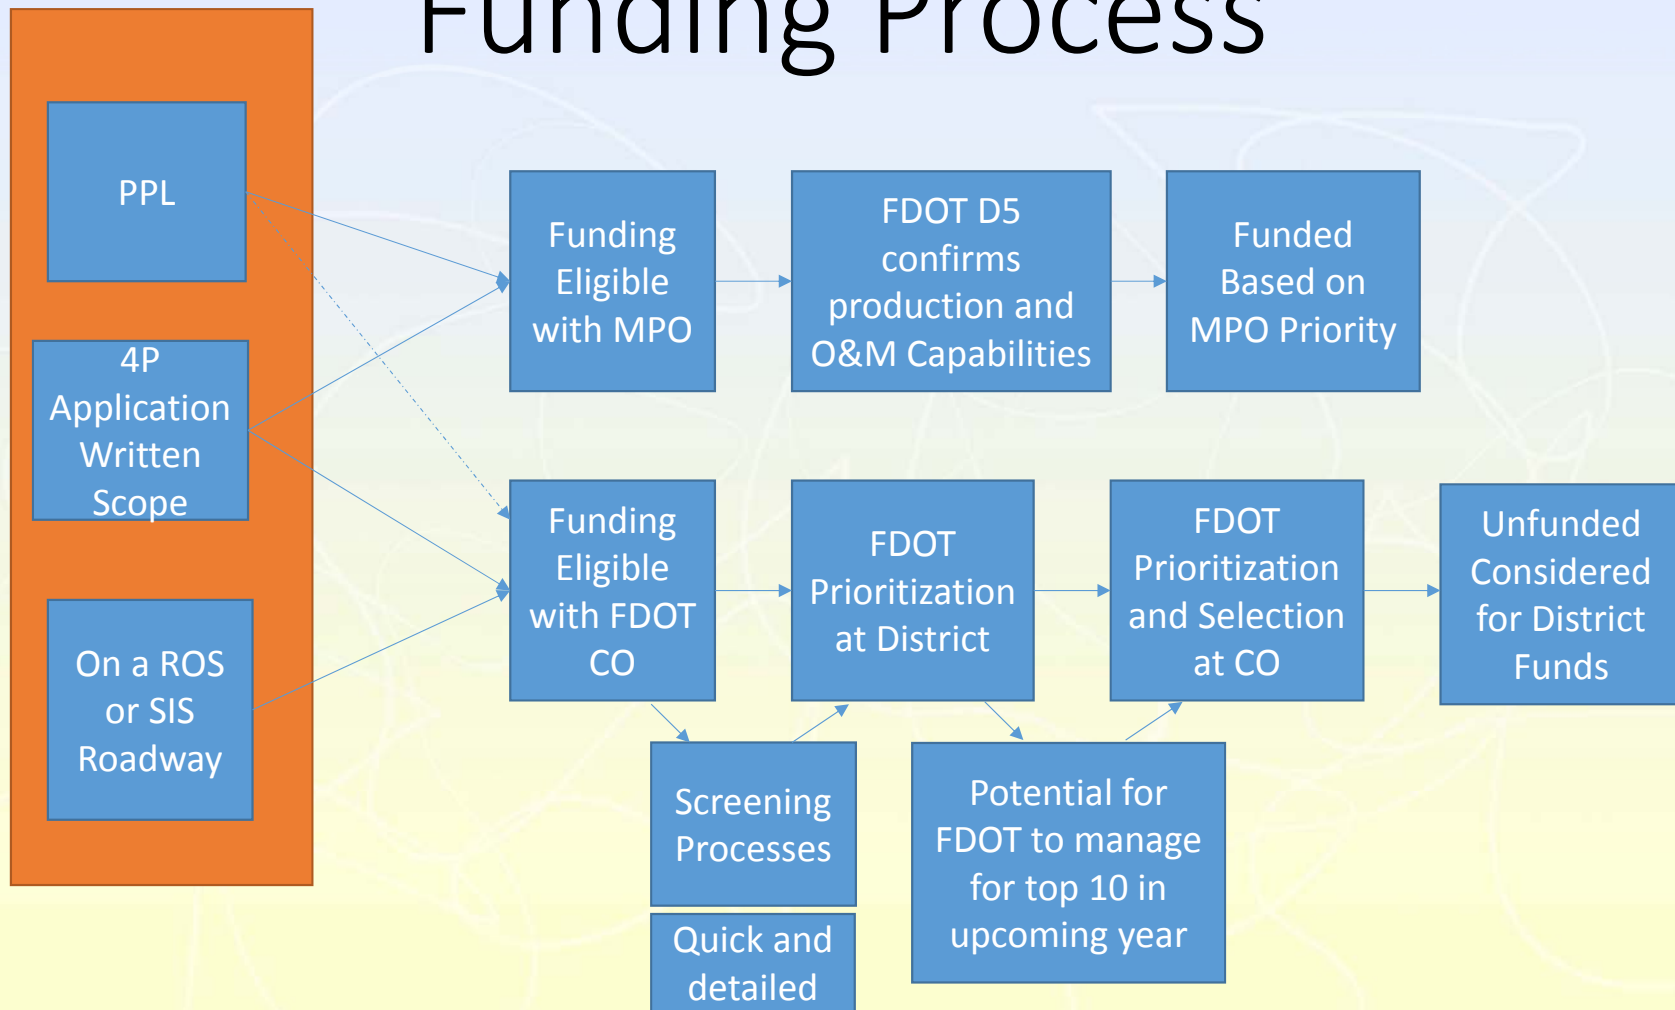 Funding Process
PPL
4P
Application
Written
Scope
On a ROS
or SIS
Roadway
Funding
Eligible
with MPO
FDOT D5
confirms
production and
O&M Capabilities
Funded
Based on
MPO Priority
Funding
Eligible
with FDOT
CO
FDOT
Prioritization
at District
FDOT
Prioritization
and Selection
at CO
Unfunded
Considered
for District
Funds
Screening
Processes
Quick and
detailed
Potential for
FDOT to manage
for top 10 in
upcoming year